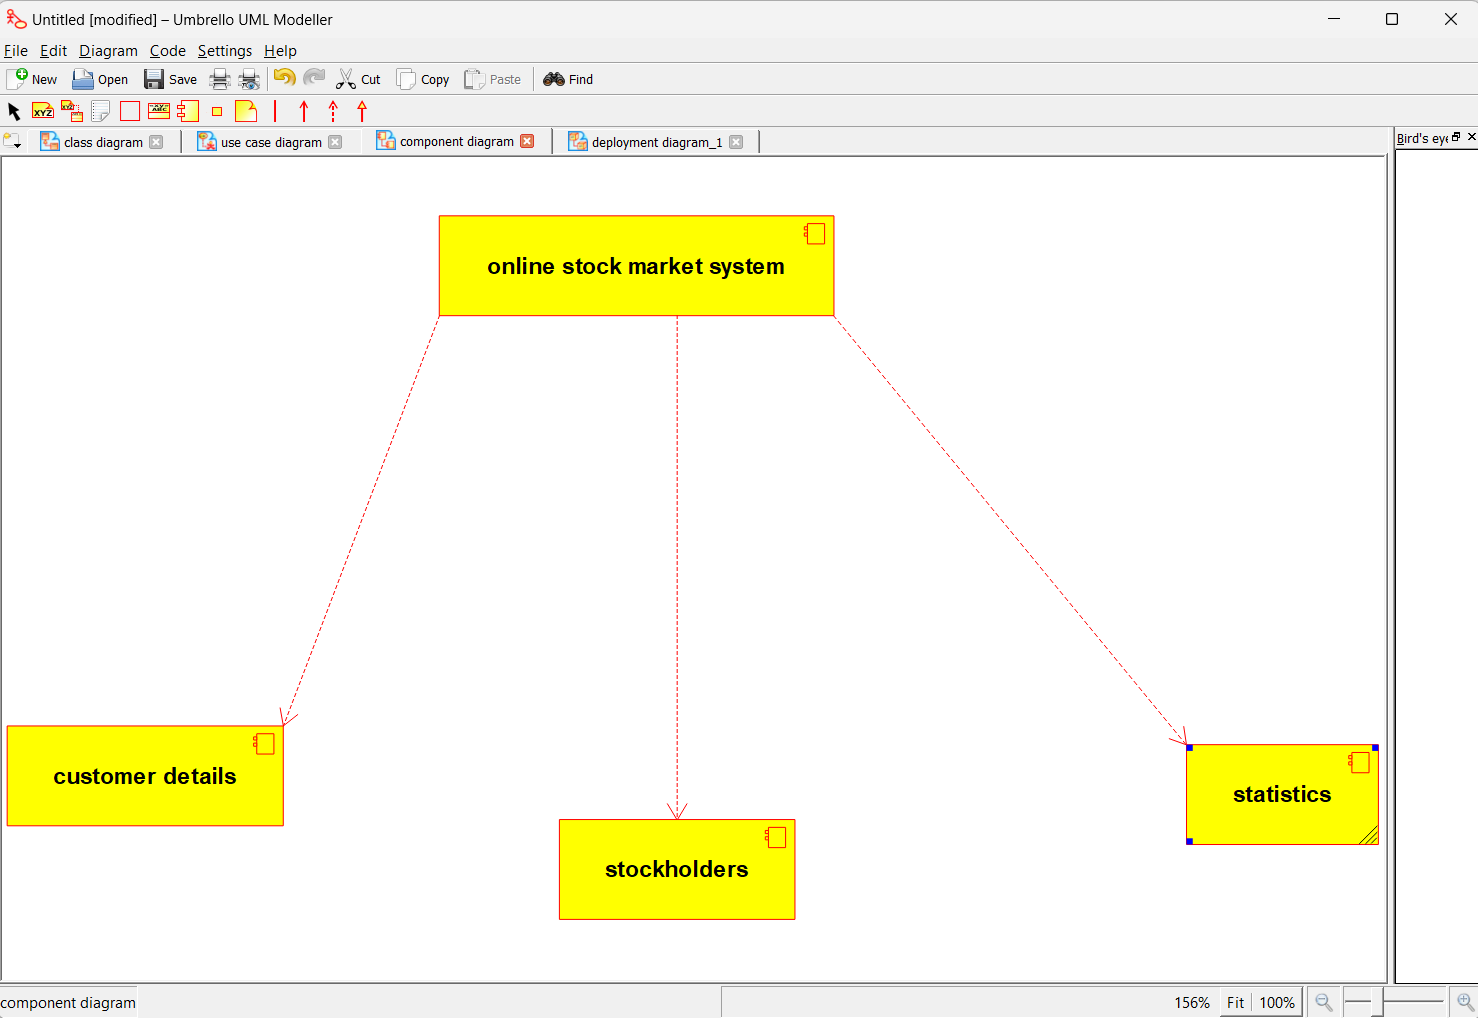 Untitled [modified] – Umbrello UML Modeller
File Edit Diagram Code Settings Help
New Open Save Cut Copy Paste Find
XYZ
class diagram use case diagram component diagram deployment diagram_1
Bird's eye
online stock market system
customer details
statistics
stockholders
component diagram
156% Fit 100%